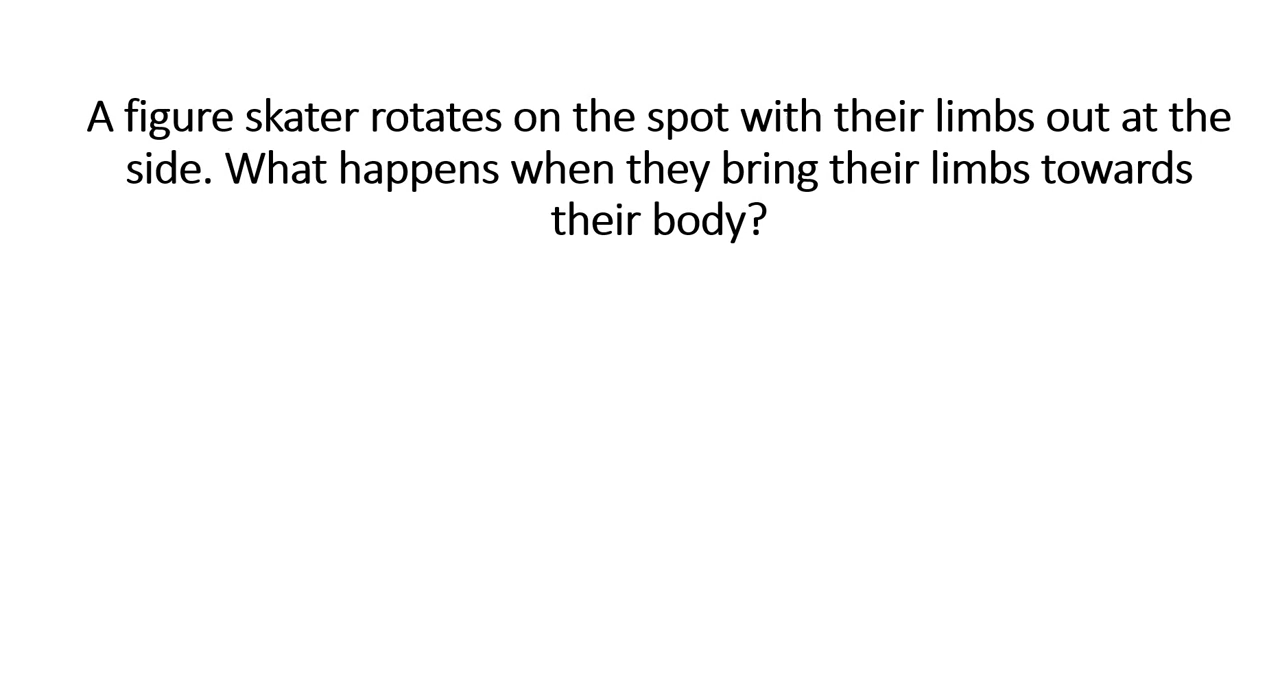 A figure skater rotates on the spot with their limbs out at the
side. What happens when they bring their limbs towards
their body?